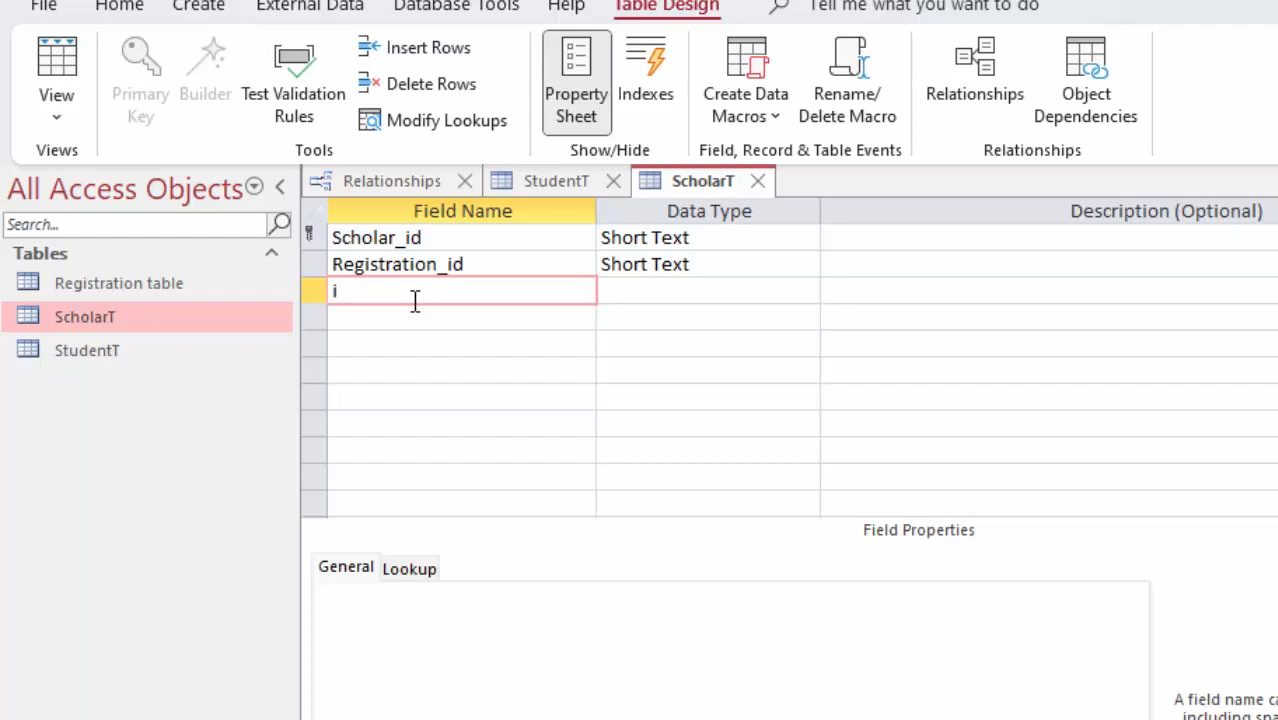 File Home Create External Data Database Tools Help Table Design Tell me what you want to do
View
Primary Key
Builder
Test Validation Rules
Insert Rows
Delete Rows
Modify Lookups
Property Sheet
Indexes
Create Data Macros
Rename/ Delete Macro
Relationships
Object Dependencies
Views Tools Show/Hide Field, Record & Table Events Relationships
All Access Objects
Search...
Tables
Registration table
ScholarT
StudentT
Relationships StudentT ScholarT
Field Name Data Type Description (Optional)
Scholar_id Short Text
Registration_id Short Text
i
Field Properties
General Lookup
A field name ca
including spa